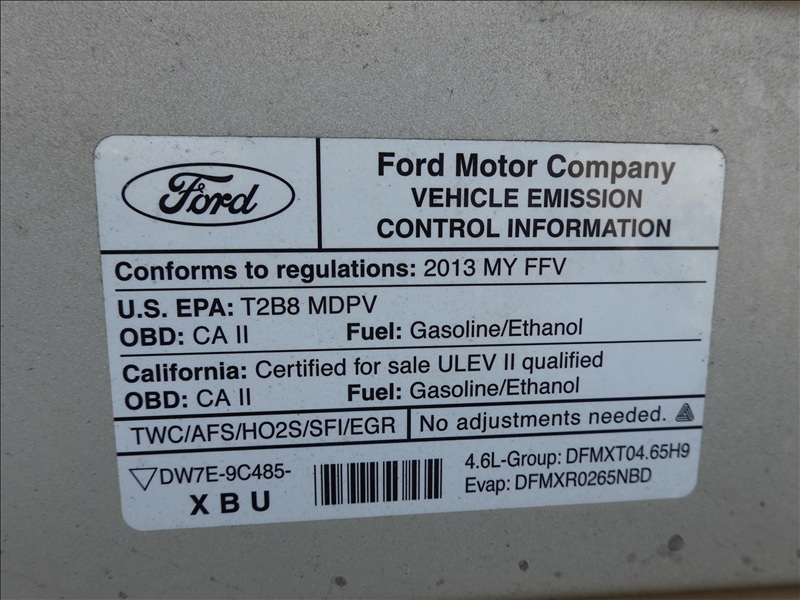 Ford
Ford Motor Company
VEHICLE EMISSION
CONTROL INFORMATION
Conforms to regulations: 2013 MY FFV
U.S. EPA: T2B8 MDPV
OBD: CA II Fuel: Gasoline/Ethanol
California: Certified for sale ULEV II qualified
OBD: CA II Fuel: Gasoline/Ethanol
TWC/AFS/HO2S/SFI/EGR No adjustments needed.
DW7E-9C485-
XBU
4.6L-Group: DFMXT04.65H9
Evap: DFMXR0265NBD